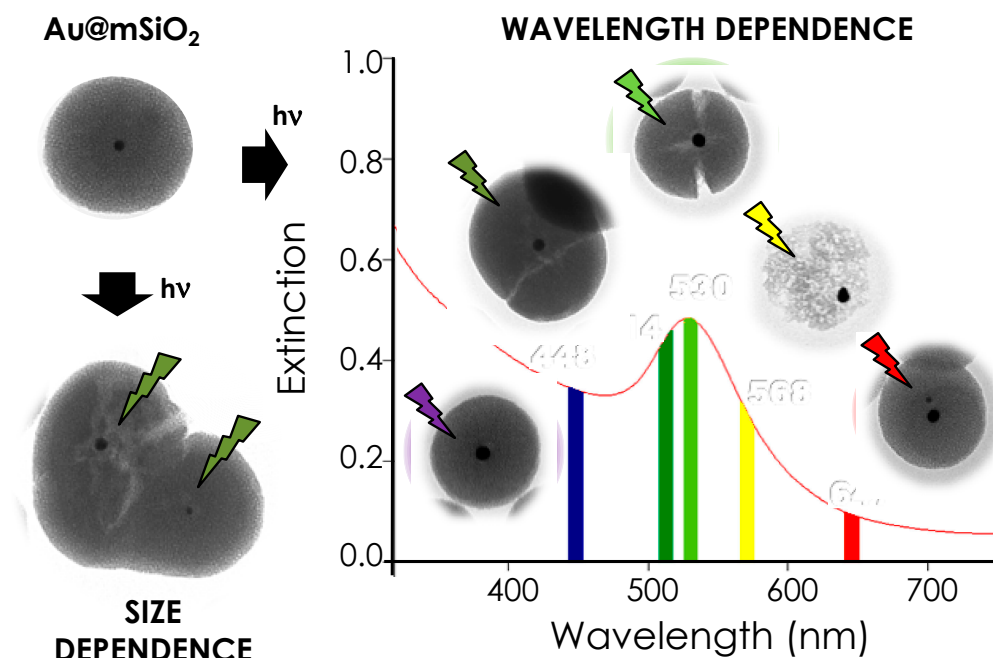 Au@mSiO₂
WAVELENGTH DEPENDENCE
hν
hν
SIZE
DEPENDENCE
Extinction
1.0
0.8
0.6
0.4
0.2
0.0
530
448
568
400
500
600
700
Wavelength (nm)